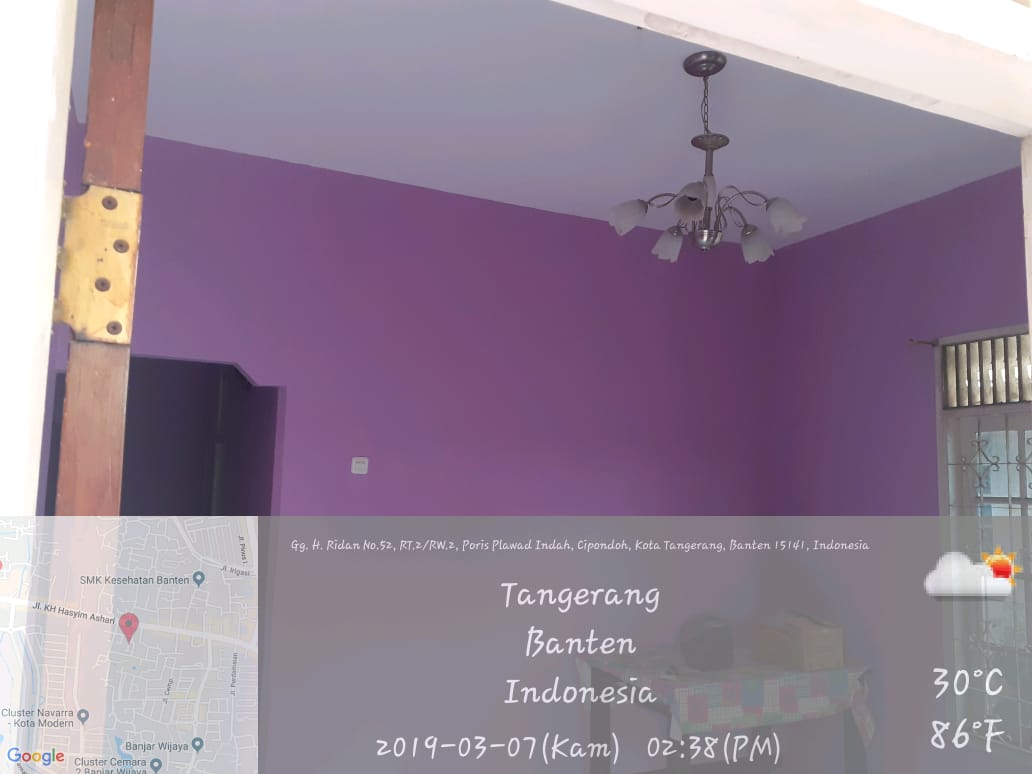 Gg. H. Ridan No.52, RT.2/RW.2, Poris Plawad Indah, Cipondoh, Kota Tangerang, Banten 15141, Indonesia
Tangerang
Banten
Indonesia
2019-03-07(Kam) 02:38(PM)
30°C
86°F
SMK Kesehatan Banten
Jl. Irigasi
Jl. KH Hasyim Ashari
Cluster Navarra
- Kota Modern
Banjar Wijaya
Cluster Cemara
2 Banjar Wijaya
Google